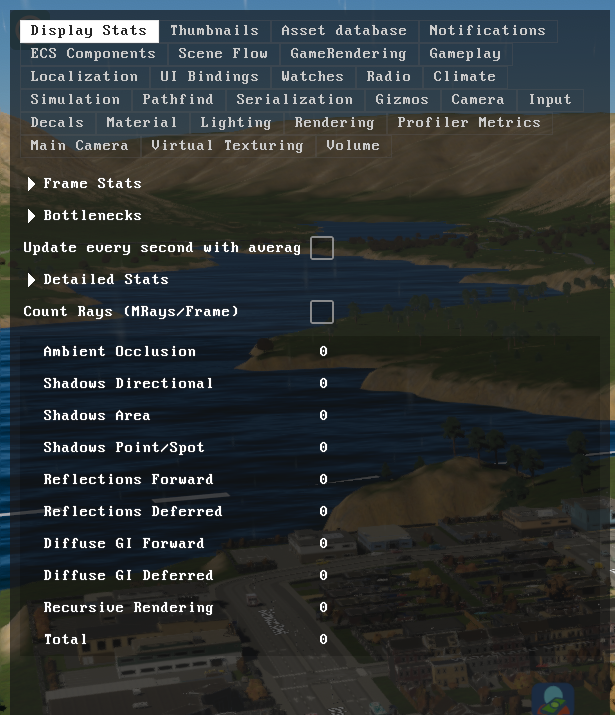 Display Stats Thumbnails Asset database Notifications
ECS Components Scene Flow GameRendering Gameplay
Localization UI Bindings Watches Radio Climate
Simulation Pathfind Serialization Gizmos Camera Input
Decals Material Lighting Rendering Profiler Metrics
Main Camera Virtual Texturing Volume
Frame Stats
Bottlenecks
Update every second with averag
Detailed Stats
Count Rays (MRays/Frame)
Ambient Occlusion 0
Shadows Directional 0
Shadows Area 0
Shadows Point/Spot 0
Reflections Forward 0
Reflections Deferred 0
Diffuse GI Forward 0
Diffuse GI Deferred 0
Recursive Rendering 0
Total 0